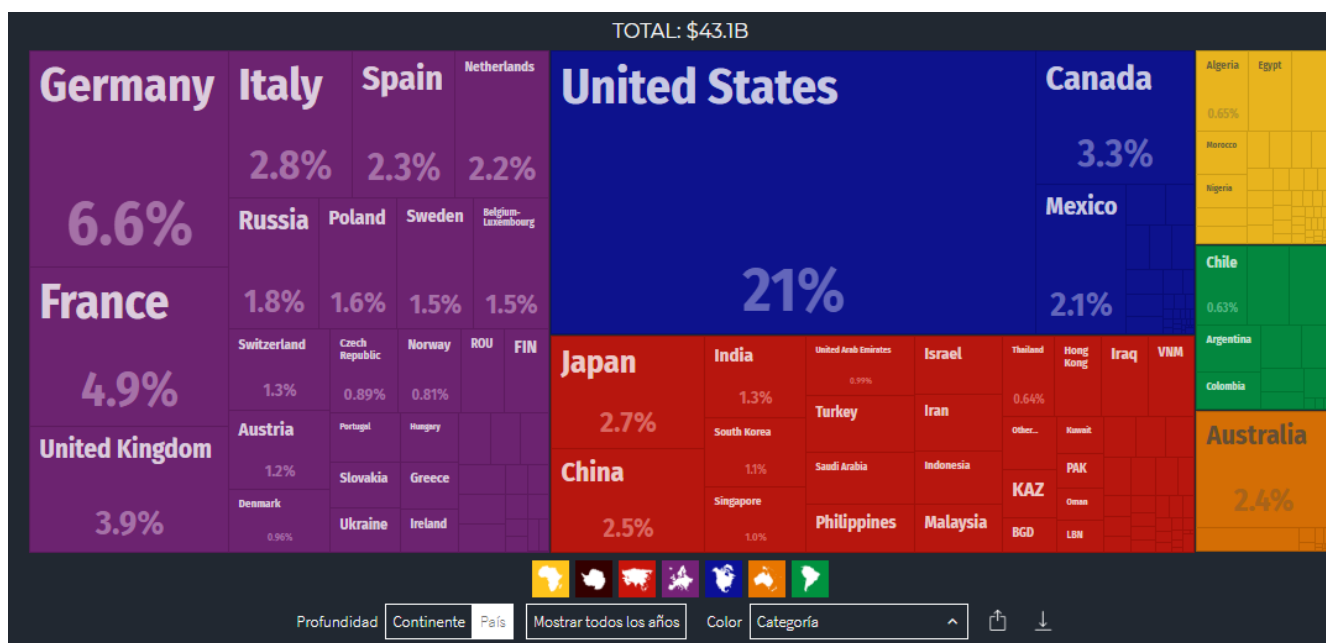 TOTAL: $43.1B
Germany
6.6%
France
4.9%
United Kingdom
3.9%
Italy
2.8%
Spain
2.3%
Netherlands
2.2%
Russia
1.8%
Poland
1.6%
Sweden
1.5%
Belgium-
Luxembourg
1.5%
Switzerland
1.3%
Czech
Republic
0.89%
Norway
0.81%
ROU
FIN
Austria
1.2%
Portugal
Hungary
Slovakia
Greece
Denmark
0.96%
Ukraine
Ireland
United States
21%
Canada
3.3%
Mexico
2.1%
Japan
2.7%
China
2.5%
India
1.3%
South Korea
1.1%
Singapore
1.0%
United Arab Emirates
0.99%
Turkey
Saudi Arabia
Philippines
Israel
Iran
Indonesia
Malaysia
Thailand
0.64%
Hong
Kong
Iraq
VNM
Other...
Kuwait
KAZ
PAK
Oman
BGD
LBN
Algeria
0.65%
Egypt
Morocco
Nigeria
Chile
0.63%
Argentina
Colombia
Australia
2.4%
Profundidad
Continente
País
Mostrar todos los años
Color
Categoría